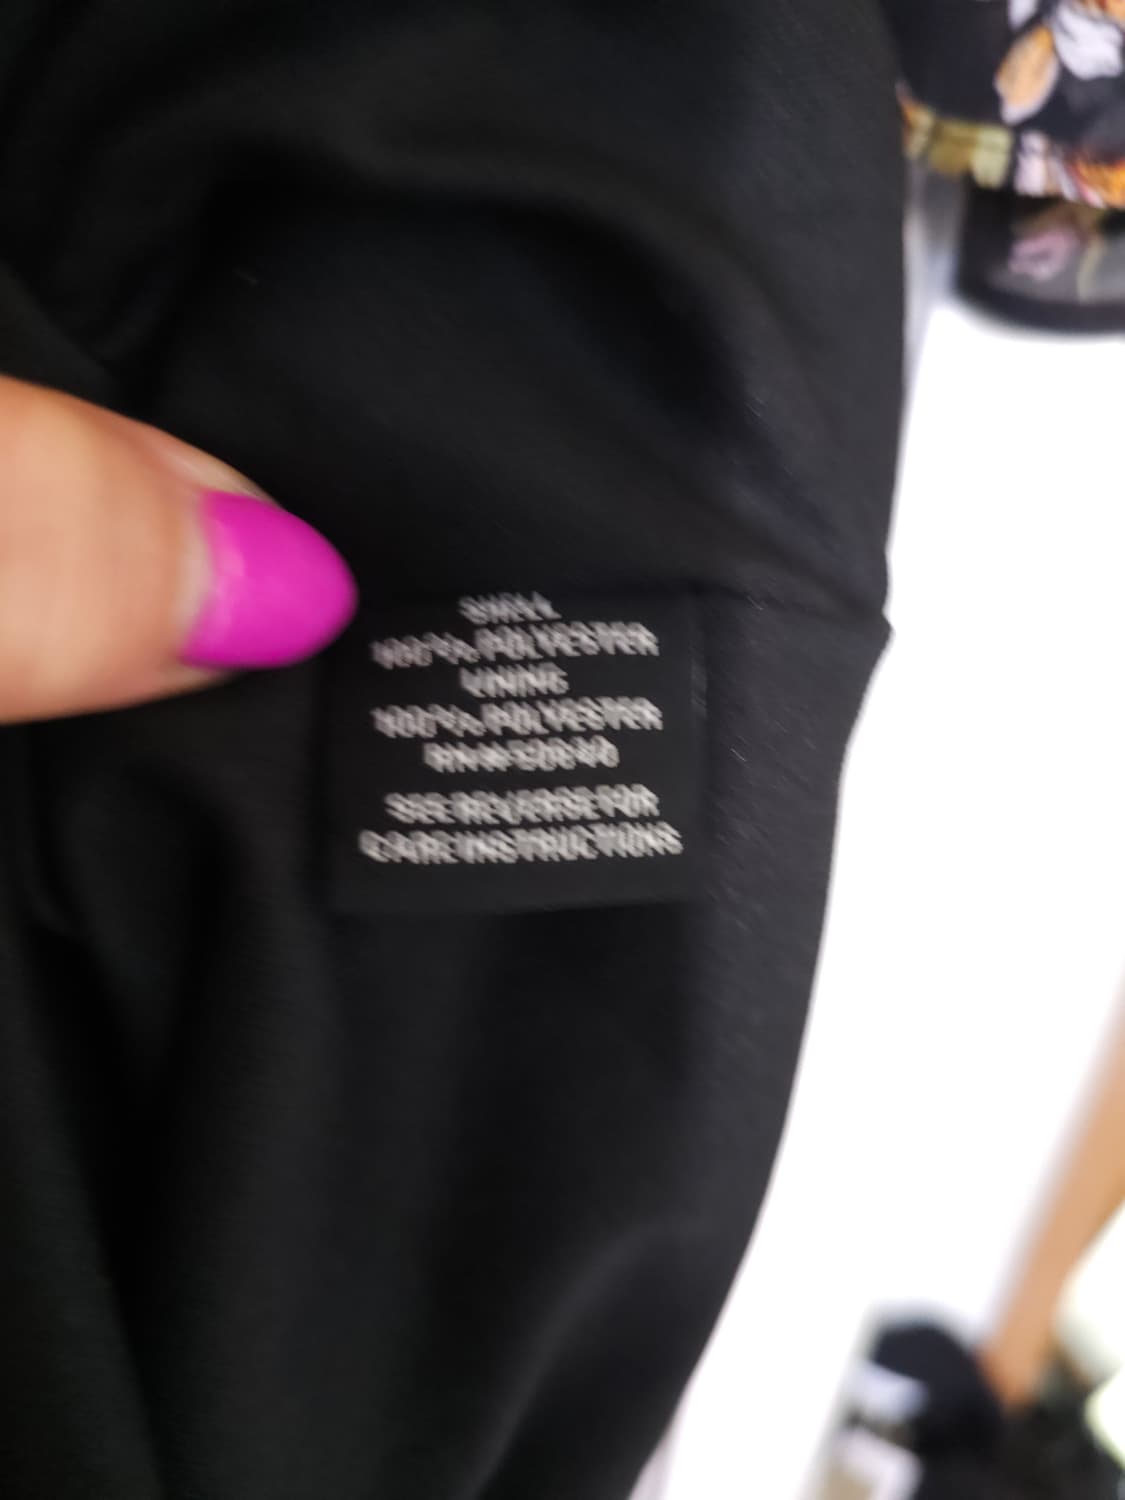 SHELL
100% POLYESTER
LINING
100% POLYESTER
SEE REVERSE FOR
CARE INSTRUCTIONS